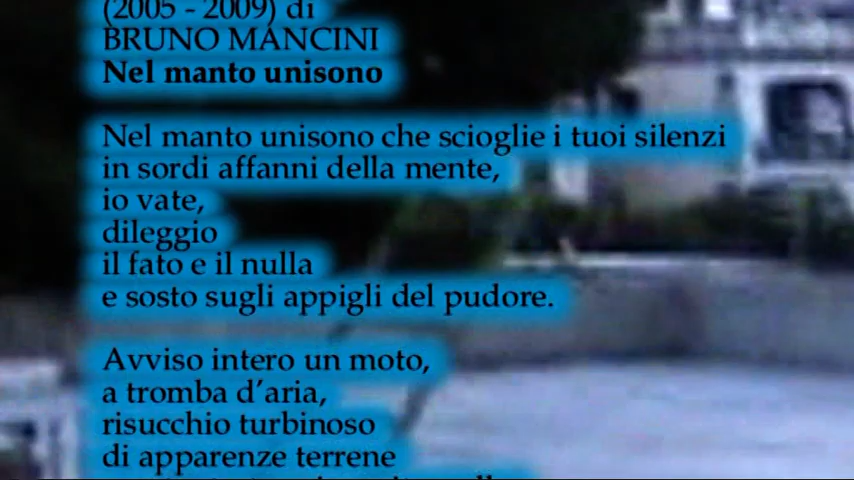 (2005 - 2009) di
BRUNO MANCINI
Nel manto unisono
Nel manto unisono che scioglie i tuoi silenzi
in sordi affanni della mente,
io vate,
dileggio
il fato e il nulla
e sosto sugli appigli del pudore.
Avviso intero un moto,
a tromba d'aria,
risucchio turbinoso
di apparenze terrene